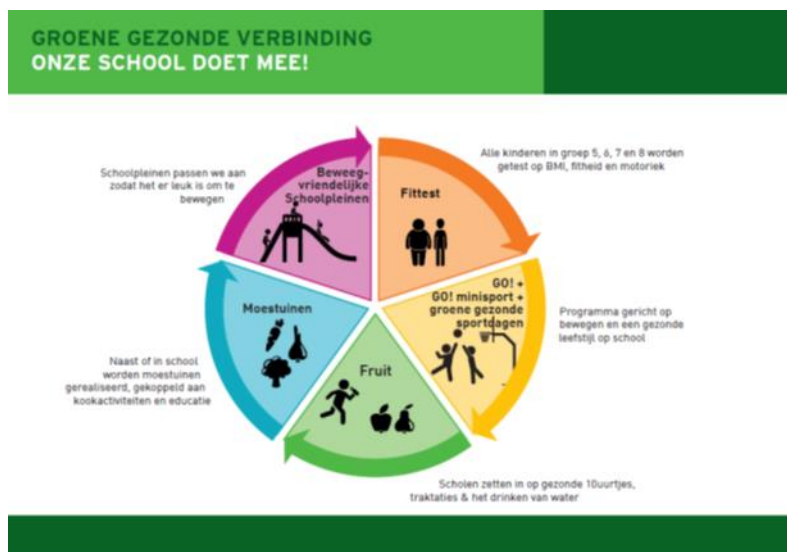 GROENE GEZONDE VERBINDING
ONZE SCHOOL DOET MEE!
Schoolpleinen passen we aan
zodat het er leuk is om te
bewegen
Beweeg-
vriendelijke
Schoolpleinen
Fittest
Alle kinderen in groep 5, 6, 7 en 8 worden
getest op BMI, fitheid en motoriek
GO! +
GO! minisport +
groene gezonde
sportdagen
Programma gericht op
bewegen en een gezonde
leefstijl op school
Fruit
Scholen zetten in op gezonde 10uurtjes,
traktaties & het drinken van water
Moestuinen
Naast of in school
worden moestuinen
gerealiseerd, gekoppeld aan
kookactiviteiten en educatie